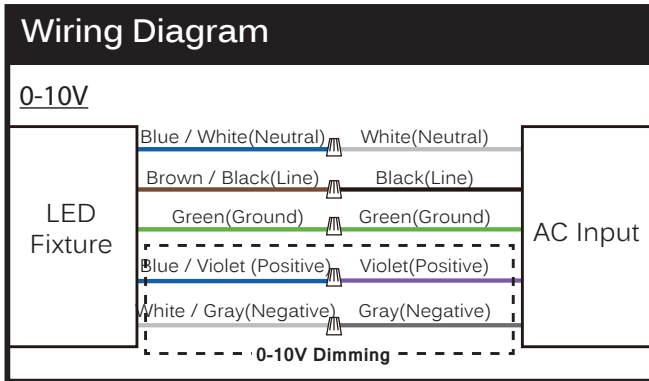 Wiring Diagram
0-10V
Blue / White(Neutral) White(Neutral)
Brown / Black(Line) Black(Line)
Green(Ground) Green(Ground)
LED
Fixture
AC Input
Blue / Violet (Positive) Violet(Positive)
White / Gray(Negative) Gray(Negative)
0-10V Dimming